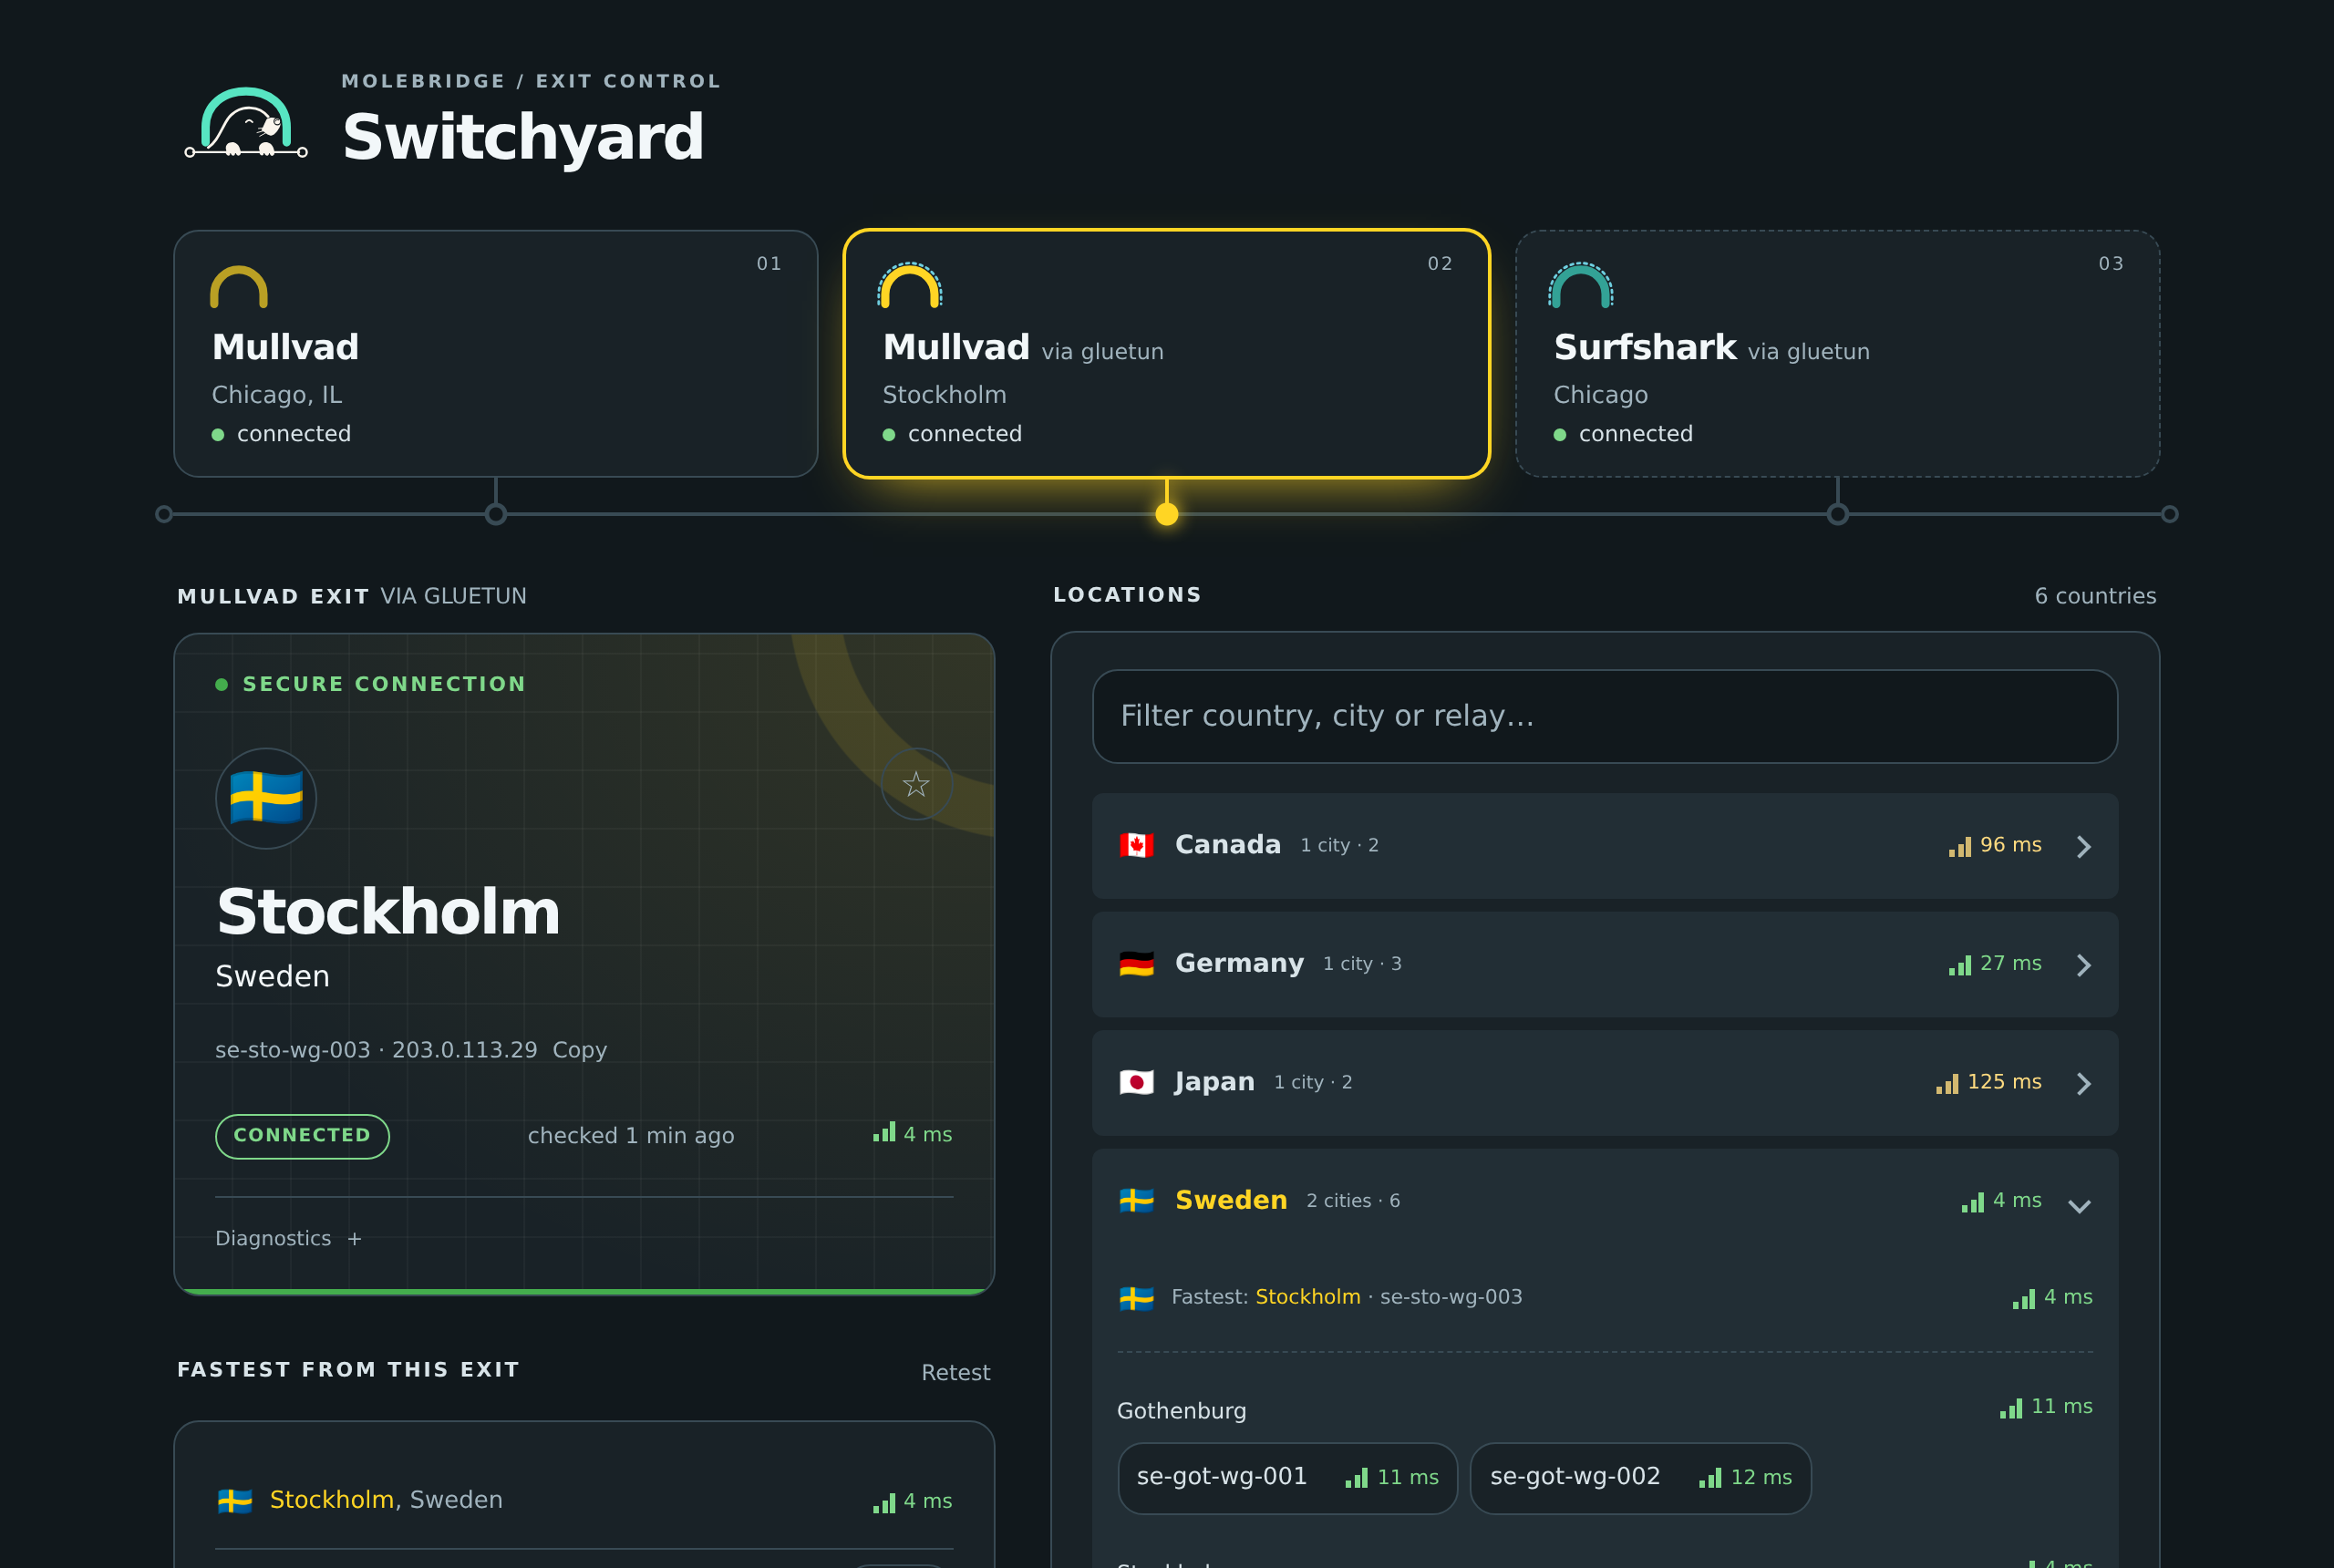 MOLEBRIDGE / EXIT CONTROL
Switchyard
01
Mullvad
Chicago, IL
connected
02
Mullvad via gluetun
Stockholm
connected
03
Surfshark via gluetun
Chicago
connected
MULLVAD EXIT VIA GLUETUN
SECURE CONNECTION
Stockholm
Sweden
se-sto-wg-003 · 203.0.113.29 Copy
CONNECTED checked 1 min ago 4 ms
Diagnostics +
FASTEST FROM THIS EXIT Retest
Stockholm, Sweden 4 ms
LOCATIONS 6 countries
Filter country, city or relay…
Canada 1 city · 2 96 ms
Germany 1 city · 3 27 ms
Japan 1 city · 2 125 ms
Sweden 2 cities · 6 4 ms
Fastest: Stockholm · se-sto-wg-003 4 ms
Gothenburg 11 ms
se-got-wg-001 11 ms se-got-wg-002 12 ms